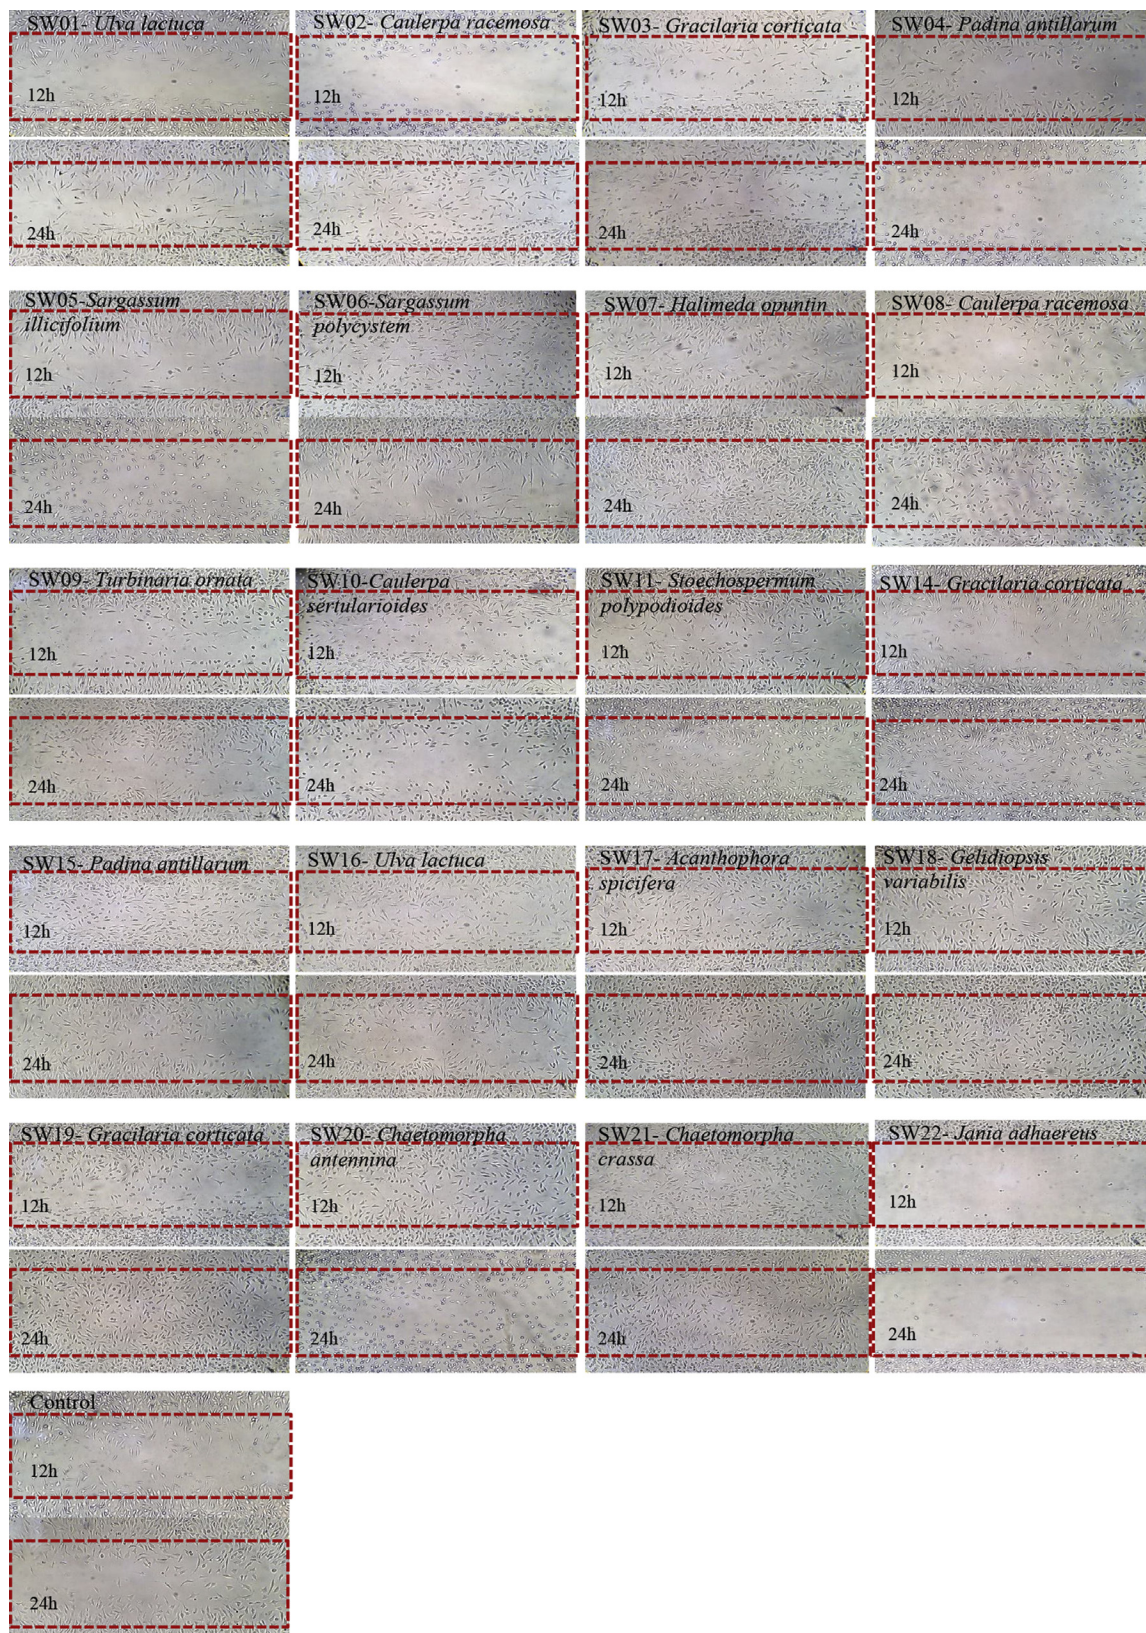 SW01- Ulva lactuca
12h
24h
SW02- Caulerpa racemosa
12h
24h
SW03- Gracilaria corticata
12h
24h
SW04- Padina antillarum
12h
24h
SW05-Sargassum
illicifolium
12h
24h
SW06-Sargassum
polycystem
12h
24h
SW07- Halimeda opuntin
12h
24h
SW08- Caulerpa racemosa
12h
24h
SW09- Turbinaria ornata
12h
24h
SW10-Caulerpa
sertularioides
12h
24h
SW11- Stoechospermum
polypodioides
12h
24h
SW14- Gracilaria corticata
12h
24h
SW15- Padina antillarum
12h
24h
SW16- Ulva lactuca
12h
24h
SW17- Acanthophora
spicifera
12h
24h
SW18- Gelidiopsis
variabilis
12h
24h
SW19- Gracilaria corticata
12h
24h
SW20- Chaetomorpha
antennina
12h
24h
SW21- Chaetomorpha
crassa
12h
24h
SW22- Jania adhaereus
12h
24h
Control
12h
24h